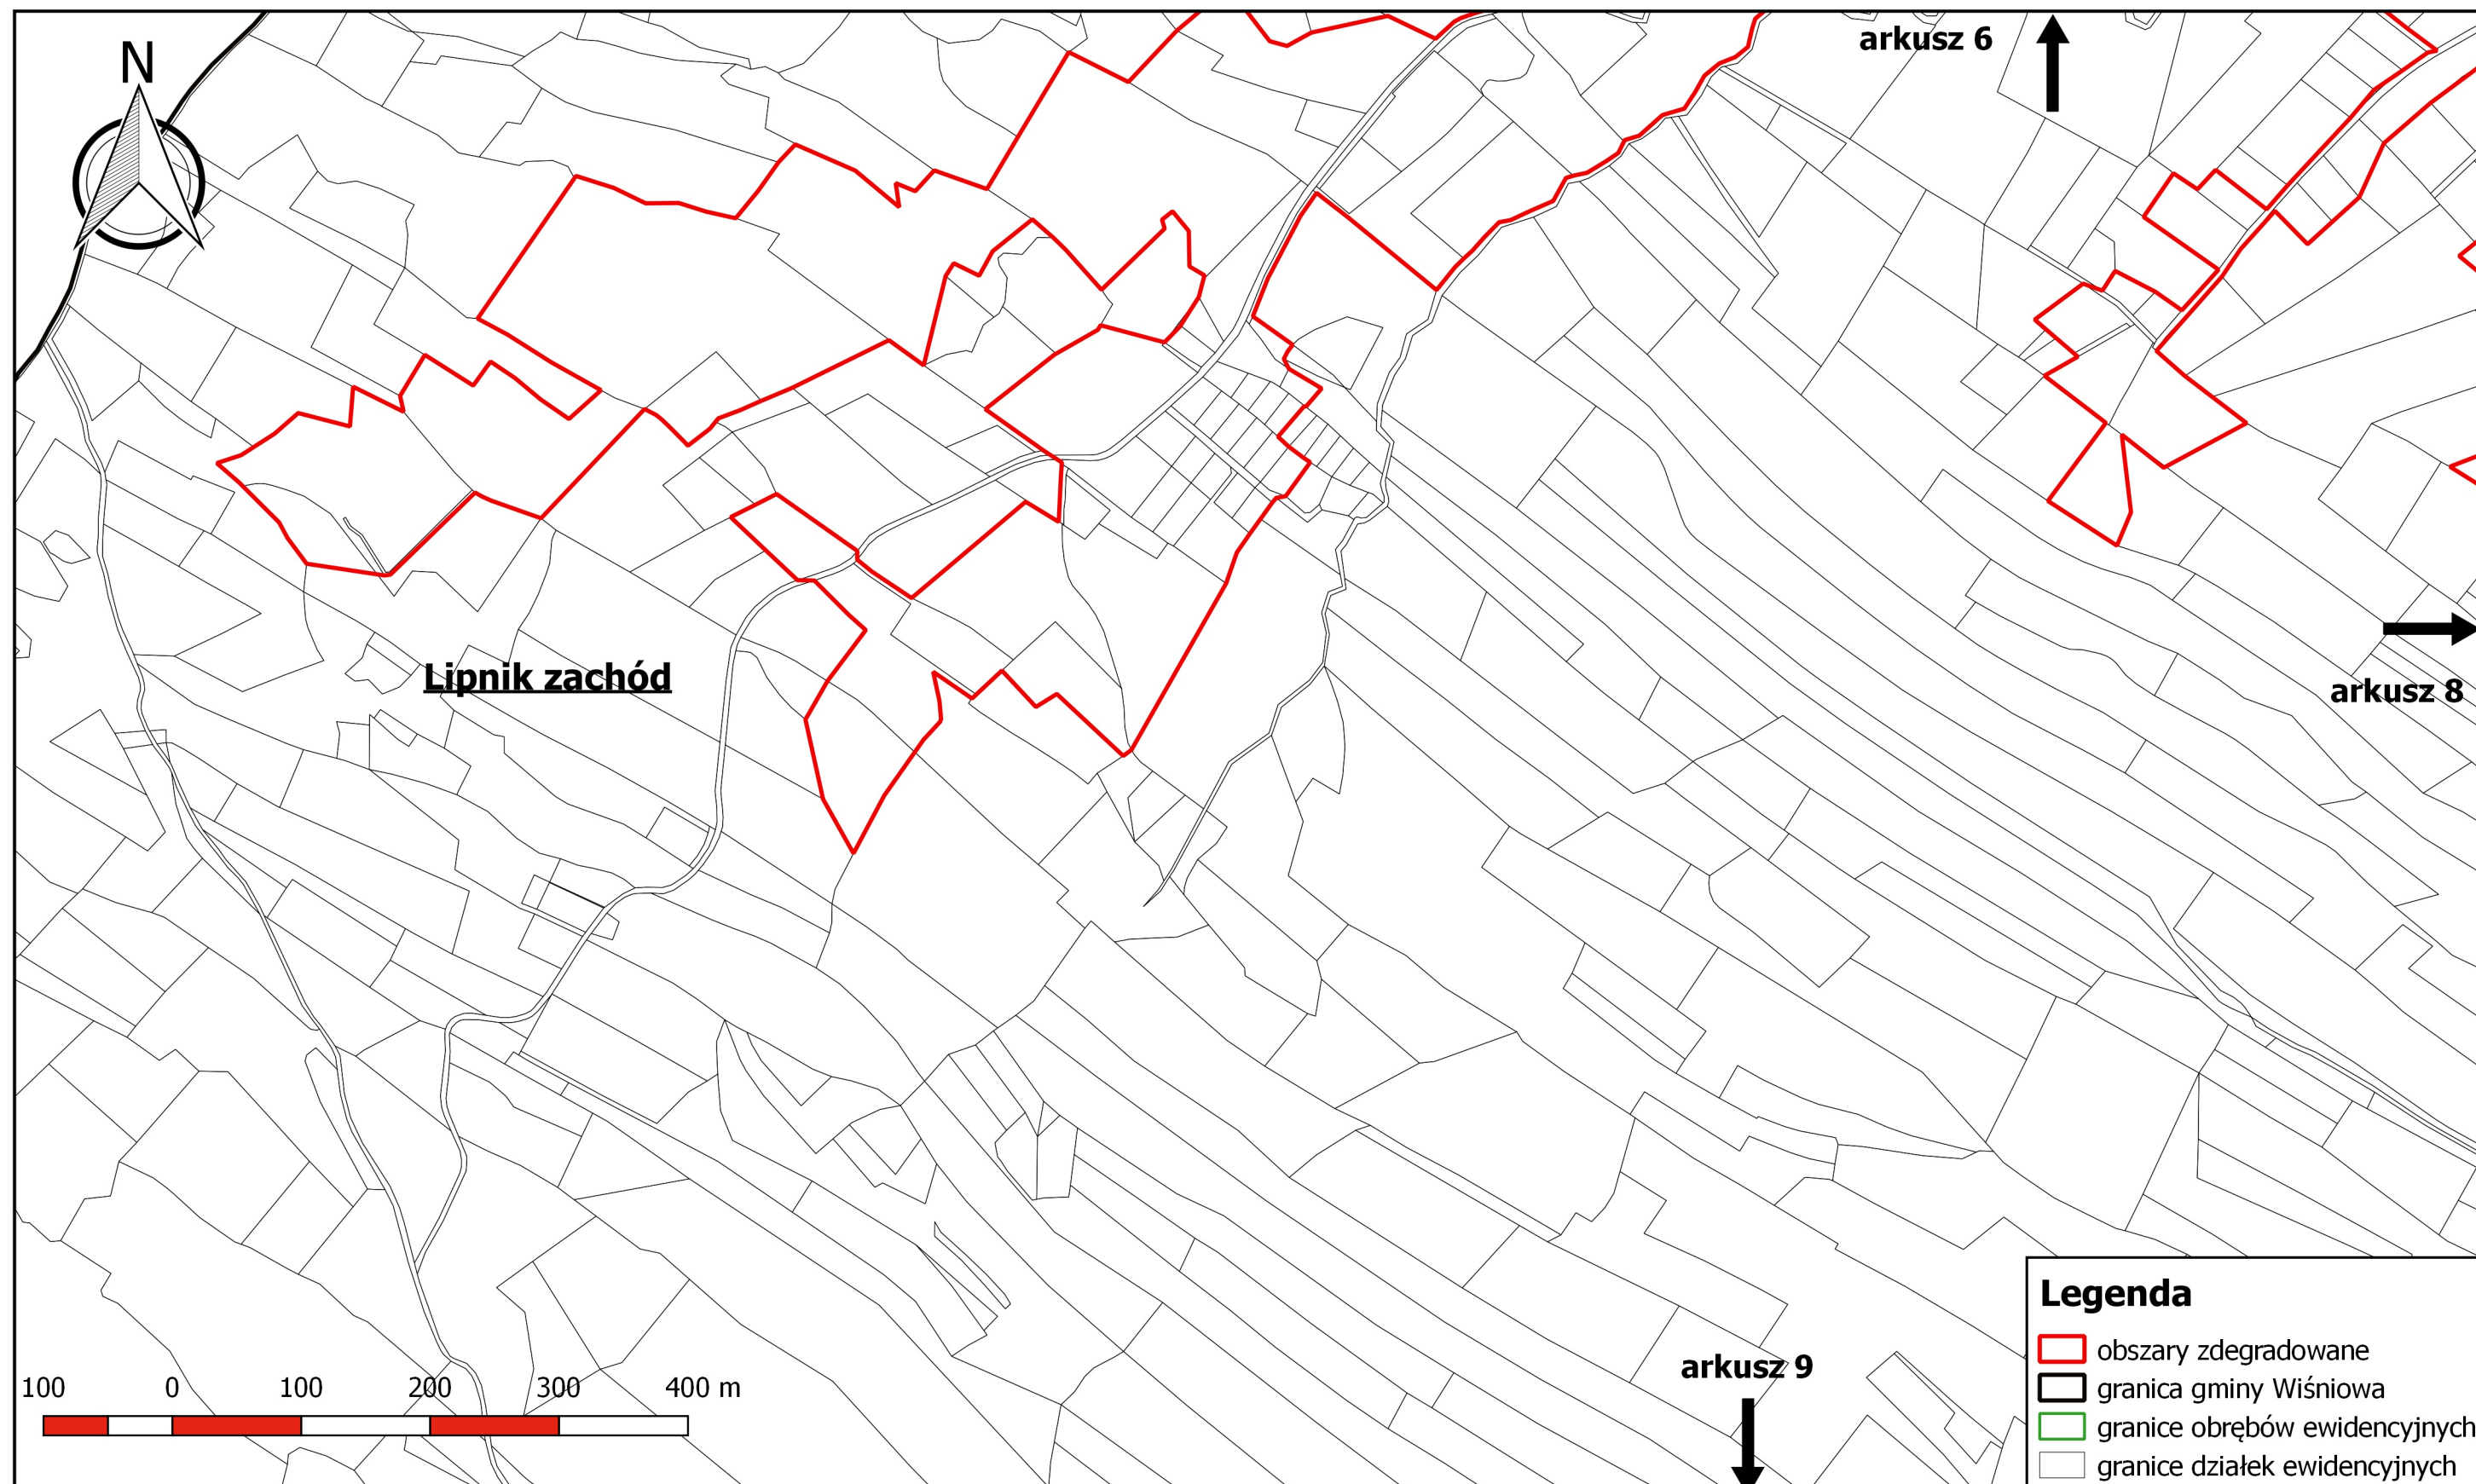 N
arkusz 6
Lipnik zachód
arkusz 8
arkusz 9
100 0 100 200 300 400 m
Legenda
obszary zdegradowane
granica gminy Wiśniowa
granice obrębów ewidencyjnych
granice działek ewidencyjnych